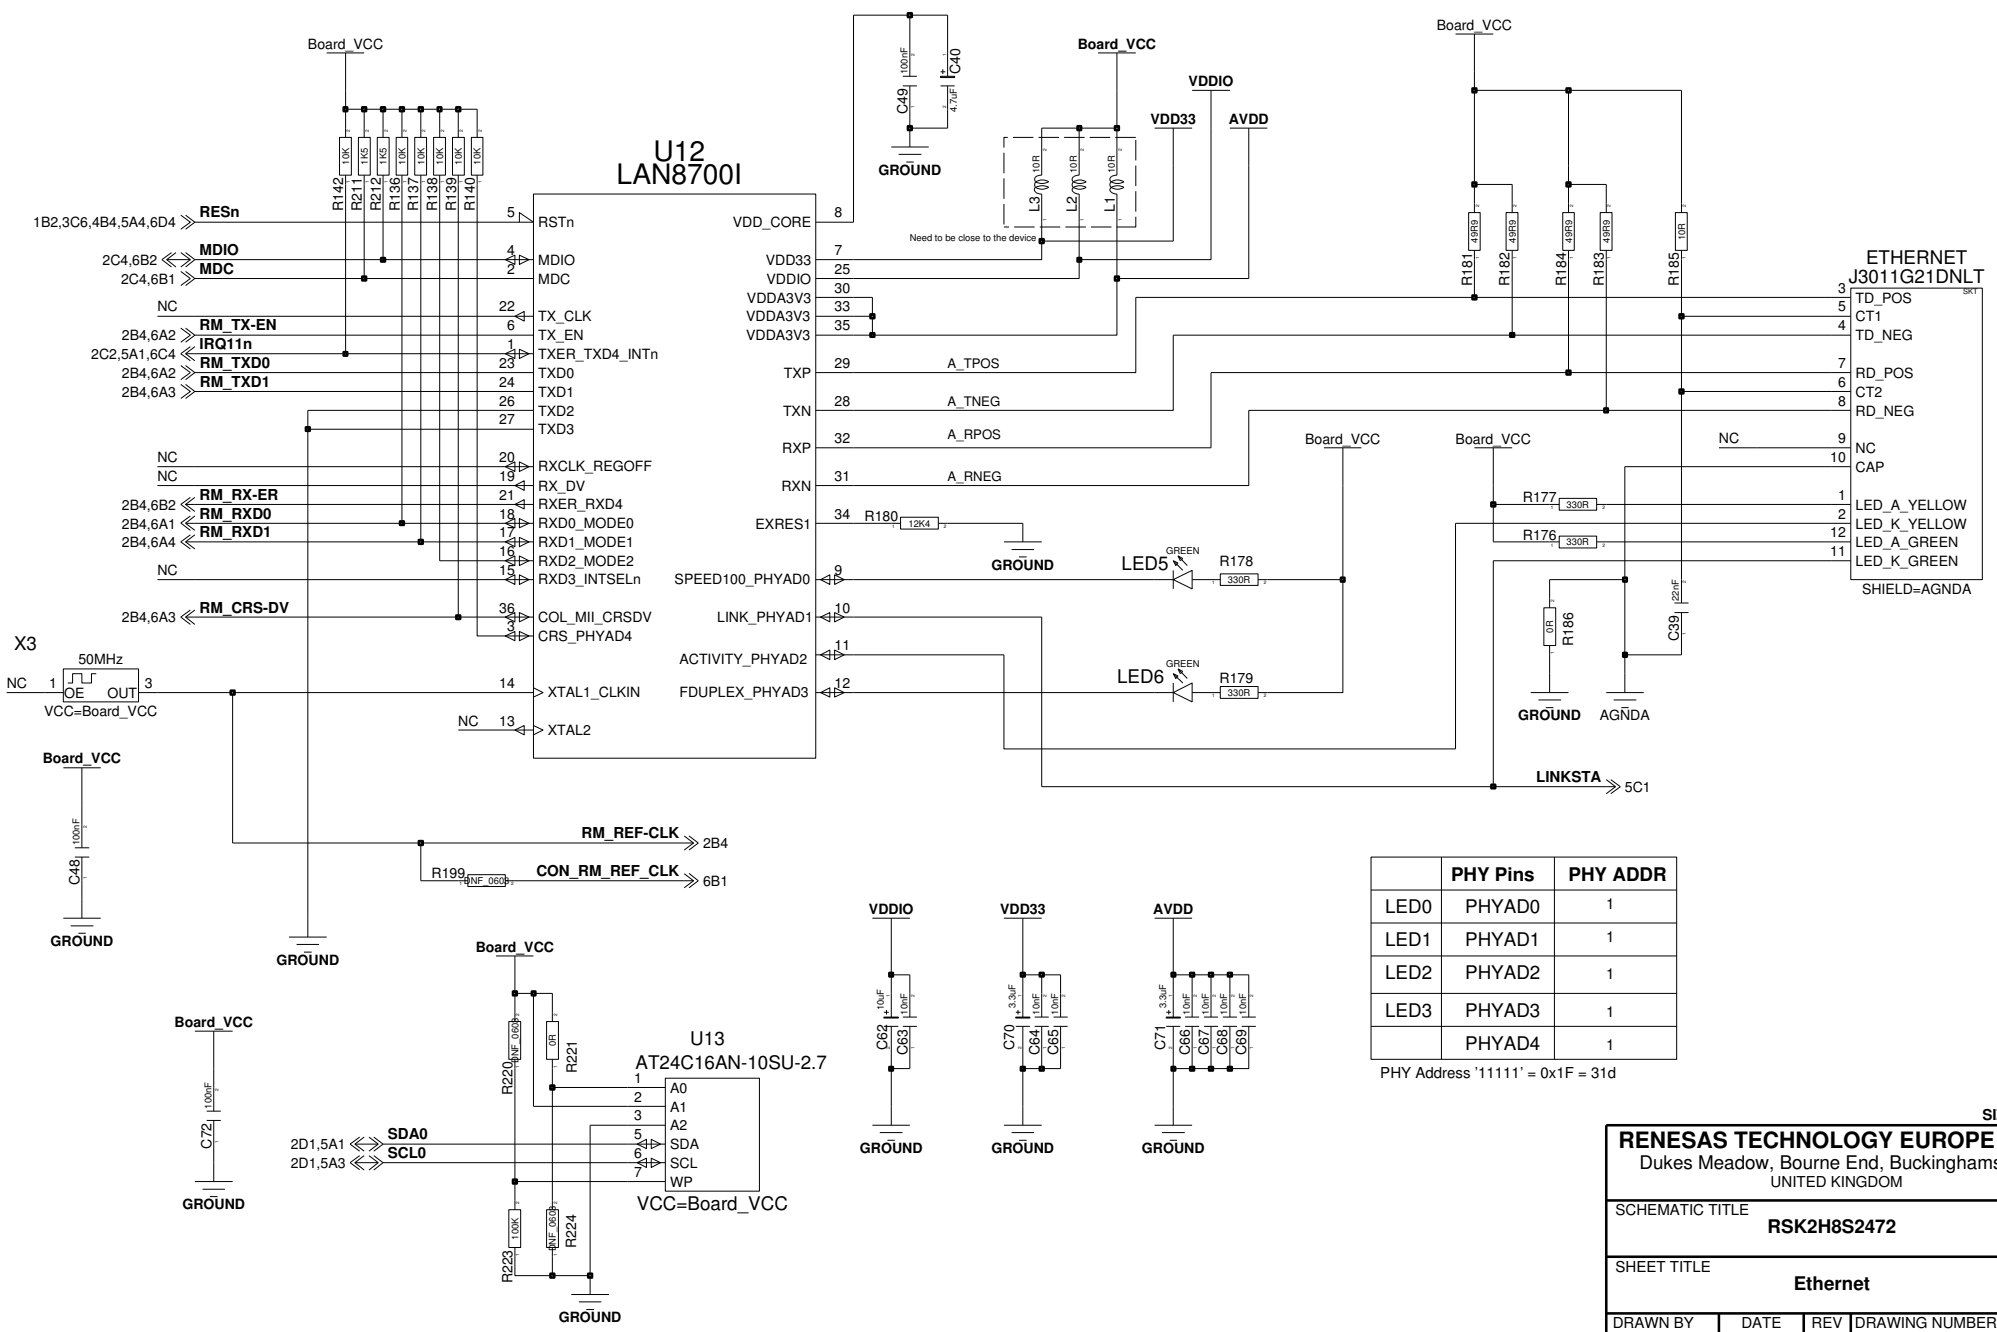 Board_VCC
10K
1K5
1K5
10K
10K
10K
10K
10K
R142
R211
R212
R136
R137
R138
R139
R140
U12
LAN8700I
1B2,3C6,4B4,5A4,6D4
RESn
5
RSTn
2C4,6B2
MDIO
4
MDIO
2C4,6B1
MDC
2
MDC
NC
22
TX_CLK
2B4,6A2
RM_TX-EN
6
TX_EN
2C2,5A1,6C4
IRQ11n
1
TXER_TXD4_INTn
2B4,6A2
RM_TXD0
23
TXD0
2B4,6A3
RM_TXD1
24
TXD1
26
TXD2
27
TXD3
NC
20
RXCLK_REGOFF
NC
19
RX_DV
2B4,6B2
RM_RX-ER
21
RXER_RXD4
2B4,6A1
RM_RXD0
18
RXD0_MODE0
2B4,6A4
RM_RXD1
17
RXD1_MODE1
16
RXD2_MODE2
NC
15
RXD3_INTSELn
2B4,6A3
RM_CRS-DV
36
COL_MII_CRSDV
3
CRS_PHYAD4
14
XTAL1_CLKIN
NC
13
XTAL2
VDD_CORE
8
VDD33
7
VDDIO
25
VDDA3V3
30
VDDA3V3
33
VDDA3V3
35
TXP
29
A_TPOS
TXN
28
A_TNEG
RXP
32
A_RPOS
RXN
31
A_RNEG
EXRES1
34
R180
12K4
GROUND
SPEED100_PHYAD0
9
LINK_PHYAD1
10
ACTIVITY_PHYAD2
11
FDUPLEX_PHYAD3
12
100nF
C49
C40
4.7uF
GROUND
Board_VCC
VDDIO
VDD33
AVDD
10R
10R
10R
L3
L2
L1
Need to be close to the device
Board_VCC
49R9
49R9
49R9
49R9
10R
R181
R182
R184
R183
R185
ETHERNET
J3011G21DNLT
SKT
3
TD_POS
5
CT1
4
TD_NEG
7
RD_POS
6
CT2
8
RD_NEG
NC
9
NC
10
CAP
1
LED_A_YELLOW
2
LED_K_YELLOW
12
LED_A_GREEN
11
LED_K_GREEN
SHIELD=AGNDA
Board_VCC
Board_VCC
R177
330R
R176
330R
LED5
GREEN
R178
330R
LED6
GREEN
R179
330R
0R
R186
22nF
C39
GROUND
AGNDA
LINKSTA
5C1
X3
50MHz
NC
1
OE
OUT
3
VCC=Board_VCC
Board_VCC
100nF
C48
GROUND
GROUND
RM_REF-CLK
2B4
R199
DNF_0603
CON_RM_REF_CLK
6B1
Board_VCC
100nF
C72
GROUND
Board_VCC
DNF_0603
R220
0R
R221
U13
AT24C16AN-10SU-2.7
1
A0
2
A1
3
A2
2D1,5A1
SDA0
5
SDA
2D1,5A3
SCL0
6
SCL
7
WP
VCC=Board_VCC
100K
R223
DNF_0603
R224
GROUND
VDDIO
10uF
C62
10nF
C63
GROUND
VDD33
3.3uF
C70
10nF
C64
10nF
C65
GROUND
AVDD
3.3uF
C71
10nF
C66
10nF
C67
10nF
C68
10nF
C69
GROUND
PHY Pins
PHY ADDR
LED0 PHYAD0 1
LED1 PHYAD1 1
LED2 PHYAD2 1
LED3 PHYAD3 1
PHYAD4 1
PHY Address '11111' = 0x1F = 31d
RENESAS TECHNOLOGY EUROPE
Dukes Meadow, Bourne End, Buckinghams
UNITED KINGDOM
SCHEMATIC TITLE
RSK2H8S2472
SHEET TITLE
Ethernet
DRAWN BY DATE REV DRAWING NUMBER